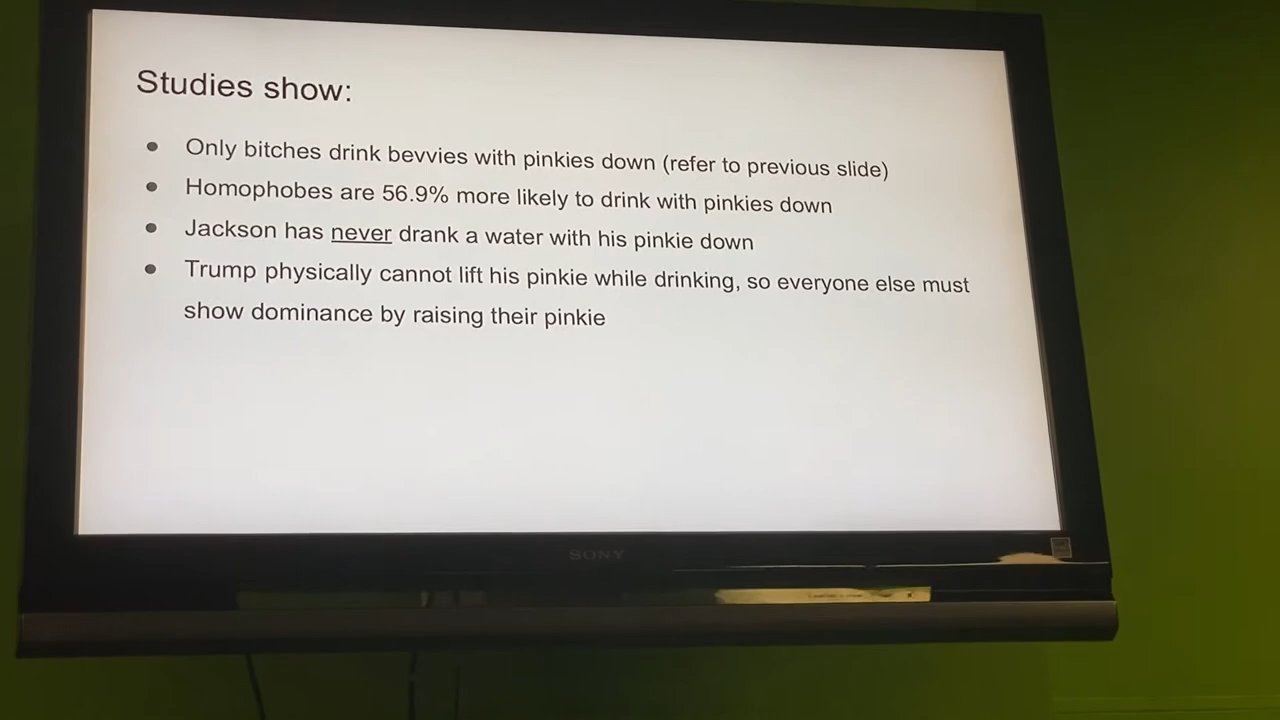 Studies show:
● Only bitches drink bevvies with pinkies down (refer to previous slide)
● Homophobes are 56.9% more likely to drink with pinkies down
● Jackson has never drank a water with his pinkie down
● Trump physically cannot lift his pinkie while drinking, so everyone else must
show dominance by raising their pinkie
SONY